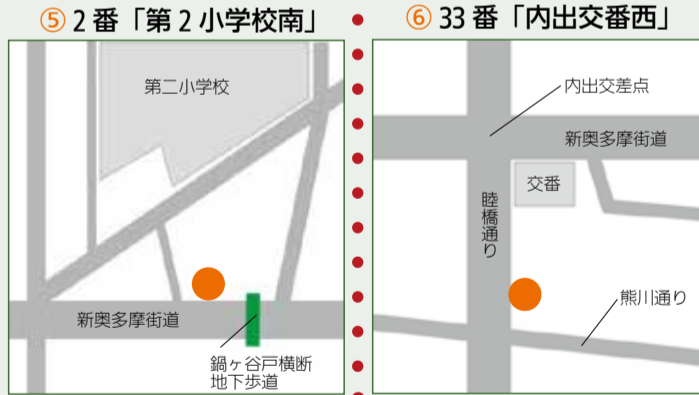 ⑤ 2番「第2小学校南」
第二小学校
新奥多摩街道
鍋ヶ谷戸横断
地下歩道
⑥ 33番「内出交番西」
内出交差点
新奥多摩街道
交番
睦橋通り
熊川通り